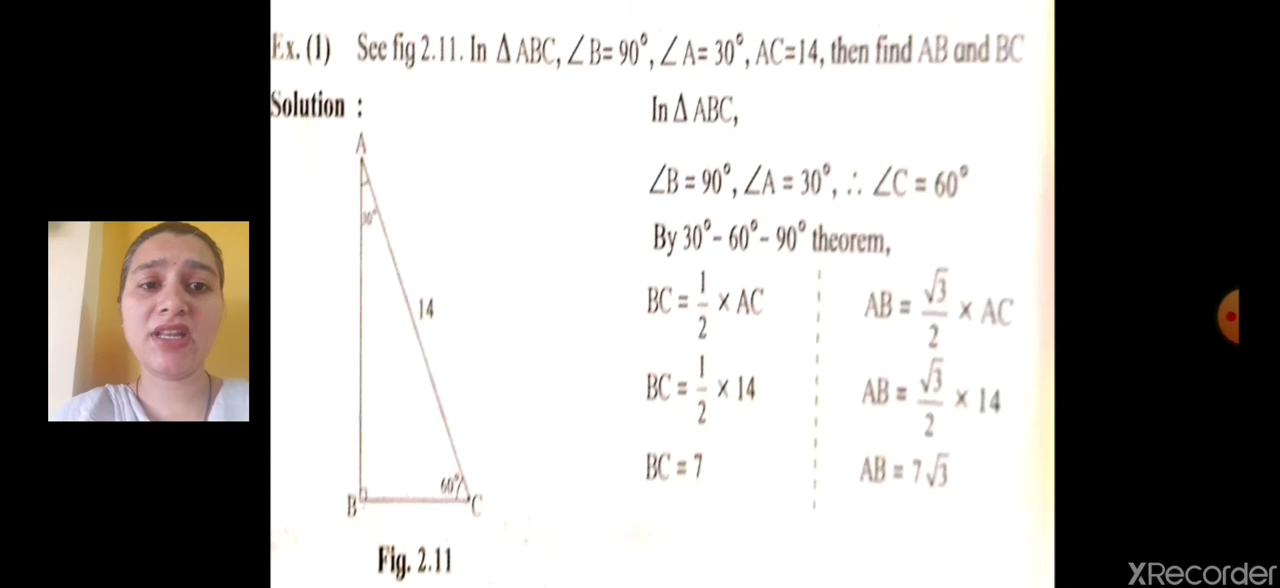 Ex. (1) See fig 2.11. In Δ ABC, ∠B= 90°, ∠A= 30°, AC=14, then find AB and BC
Solution :
In Δ ABC,
A
∠B = 90°, ∠A = 30°, ∴ ∠C = 60°
30°
By 30°- 60°- 90° theorem,
BC = 1/2 × AC
AB = √3/2 × AC
14
BC = 1/2 × 14
AB = √3/2 × 14
BC = 7
AB = 7√3
60°
B
C
Fig. 2.11
XRecorder